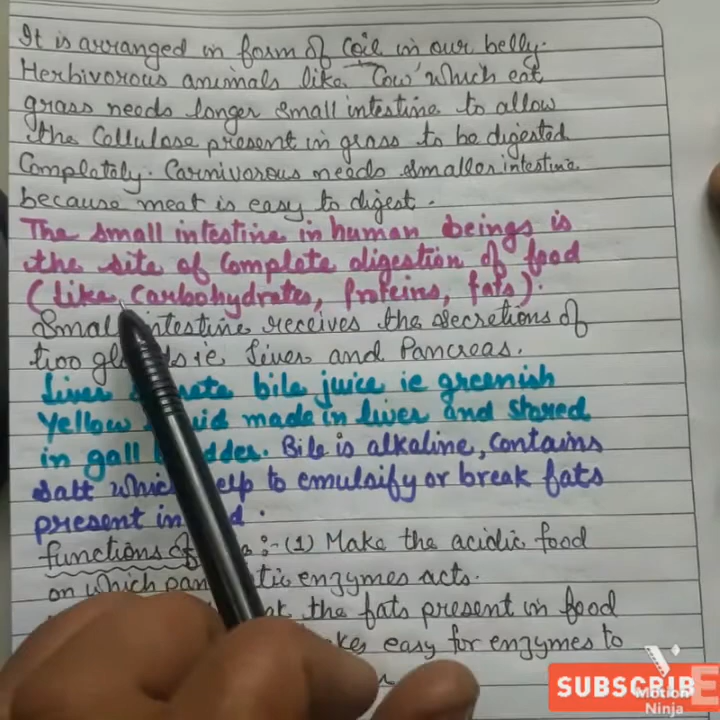 It is arranged in form of Coil in our belly.
Herbivorous animals like 'Cow' which eat
grass needs longer small intestine to allow
the Cellulose present in grass to be digested
Completely. Carnivorous needs smaller intestine
because meat is easy to digest.
The small intestine in human beings is
the site of Complete digestion of food
(like Carbohydrates, Proteins, fats).
Small intestine receives the secretions of
two ie liver and Pancreas.
liver bile juice ie greenish
Yellow made in liver and stored
in gall Bile is alkaline, contains
salt which help to emulsify or break fats
present in
functions of :- (1) Make the acidic food
on which enzymes acts.
the fats present in food
easy for enzymes to
SUBSCRIBE
Motion
Ninja